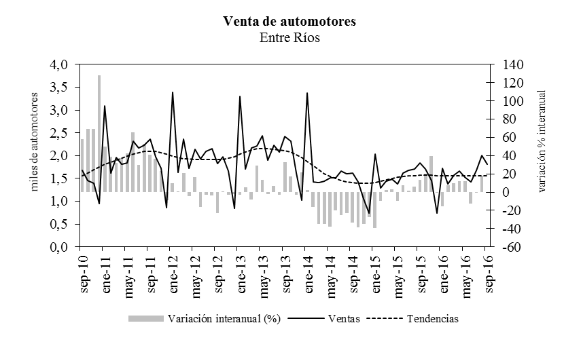 Venta de automotores
Entre Ríos
miles de automotores
4,0
3,5
3,0
2,5
2,0
1,5
1,0
0,5
0,0
140
120
100
80
60
40
20
0
-20
-40
-60
variación % interanual
sep-10
ene-11
may-11
sep-11
ene-12
may-12
sep-12
ene-13
may-13
sep-13
ene-14
may-14
sep-14
ene-15
may-15
sep-15
ene-16
may-16
sep-16
Variación interanual (%)
Ventas
Tendencias